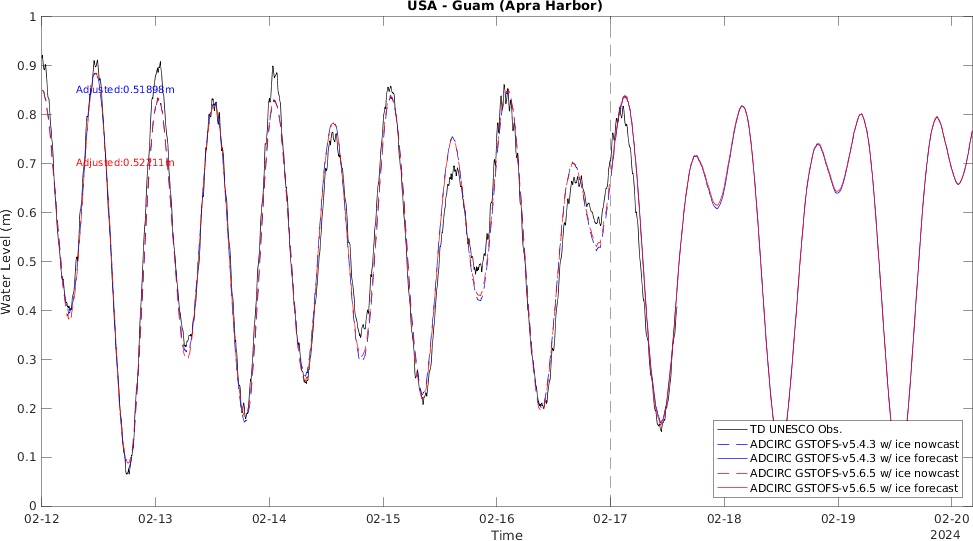 USA - Guam (Apra Harbor)
1
0.9
0.8
0.7
0.6
0.5
0.4
0.3
0.2
0.1
0
Water Level (m)
Adjusted:0.51898m
Adjusted:0.52211m
TD UNESCO Obs.
ADCIRC GSTOFS-v5.4.3 w/ ice nowcast
ADCIRC GSTOFS-v5.4.3 w/ ice forecast
ADCIRC GSTOFS-v5.6.5 w/ ice nowcast
ADCIRC GSTOFS-v5.6.5 w/ ice forecast
02-12 02-13 02-14 02-15 02-16 02-17 02-18 02-19 02-20
Time
2024